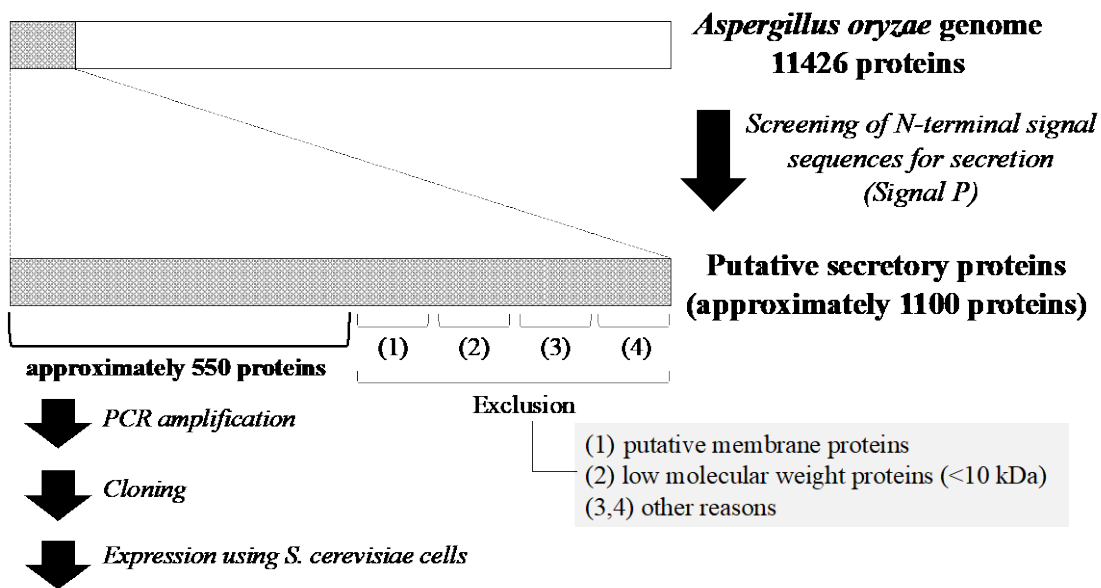 Aspergillus oryzae genome
11426 proteins
Screening of N-terminal signal
sequences for secretion
(Signal P)
Putative secretory proteins
(approximately 1100 proteins)
(1)
(2)
(3)
(4)
approximately 550 proteins
Exclusion
PCR amplification
(1) putative membrane proteins
(2) low molecular weight proteins (<10 kDa)
(3,4) other reasons
Cloning
Expression using S. cerevisiae cells